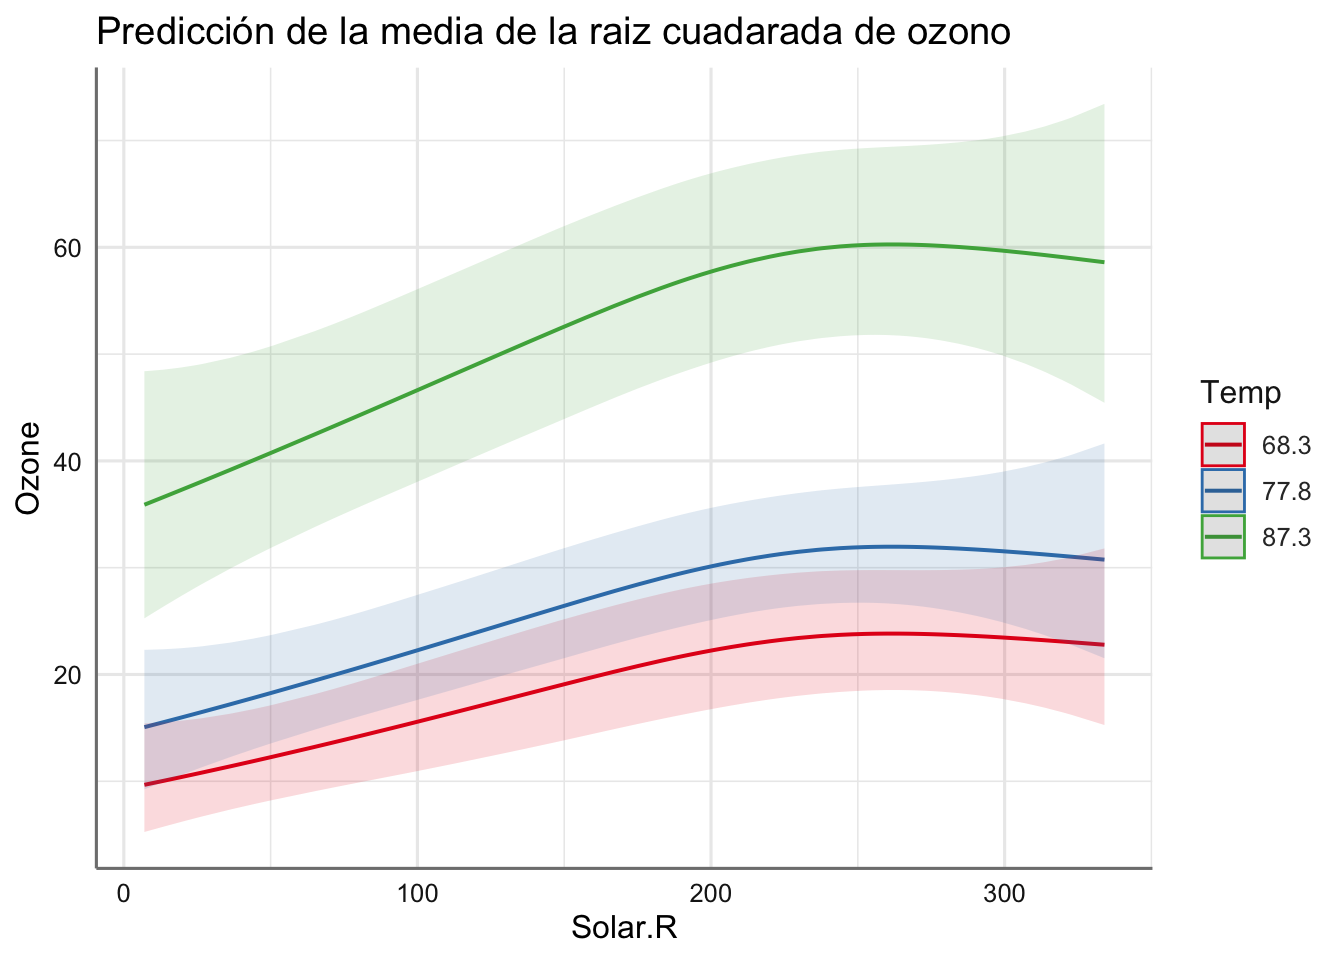 Predicción de la media de la raiz cuadarada de ozono
60
40
20
Ozone
0 100 200 300
Solar.R
Temp
68.3
77.8
87.3